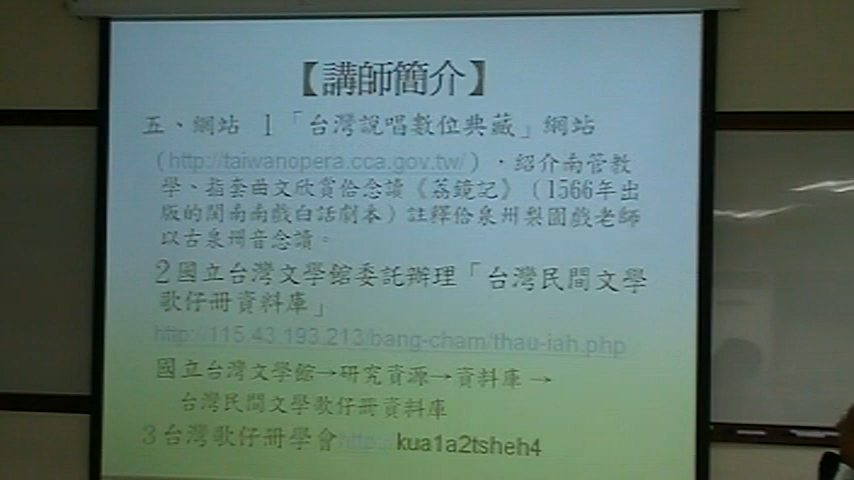 【講師簡介】
五、網站 1「台灣說唱數位典藏」網站
(http://taiwanopera.cca.gov.tw/)，紹介南管教
學、指套曲文欣賞佮念讀《荔鏡記》(1566年出
版的閩南南戲白話劇本)註釋佮泉州梨園戲老師
以古泉州音念讀。
2國立台灣文學館委託辦理「台灣民間文學
歌仔冊資料庫」
http://115.43.193.213/bang-cham/thau-iah.php
國立台灣文學館→研究資源→資料庫→
台灣民間文學歌仔冊資料庫
3台灣歌仔冊學會http:// kua1a2tsheh4